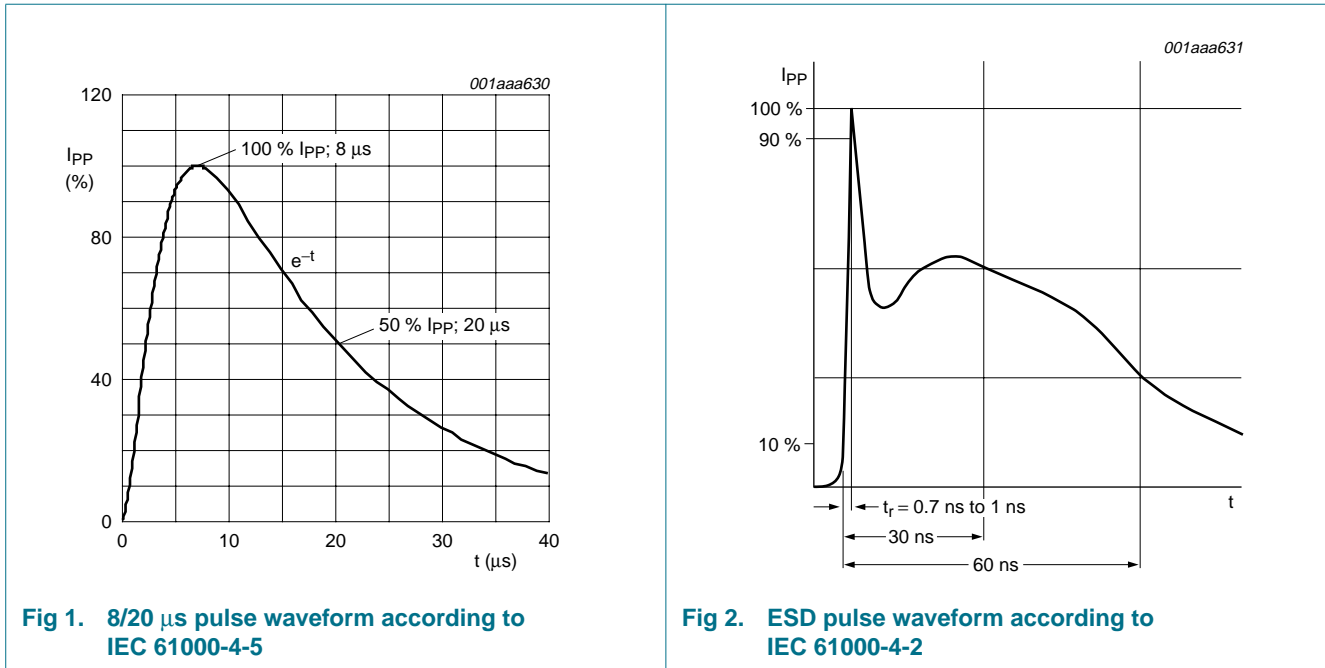 001aaa630
120
IPP
(%)
100 % IPP; 8 μs
80
e–t
50 % IPP; 20 μs
40
0
0 10 20 30 40
t (μs)
Fig 1. 8/20 μs pulse waveform according to
IEC 61000-4-5
001aaa631
IPP
100 %
90 %
10 %
t
tr = 0.7 ns to 1 ns
30 ns
60 ns
Fig 2. ESD pulse waveform according to
IEC 61000-4-2